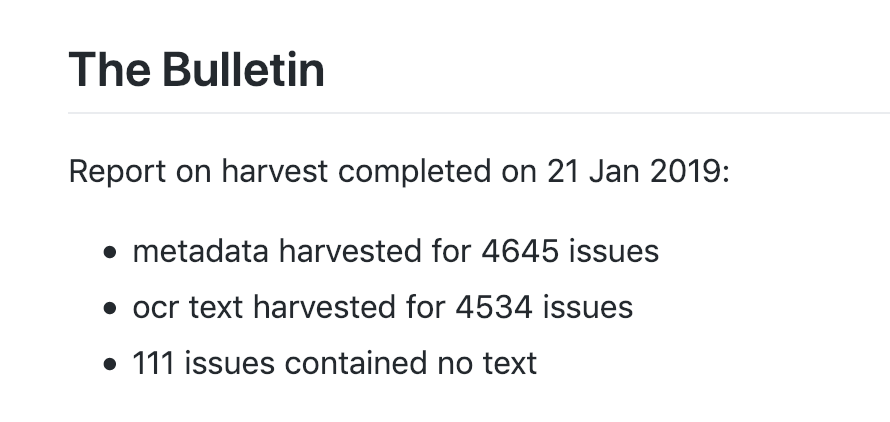 The Bulletin
Report on harvest completed on 21 Jan 2019:
• metadata harvested for 4645 issues
• ocr text harvested for 4534 issues
• 111 issues contained no text